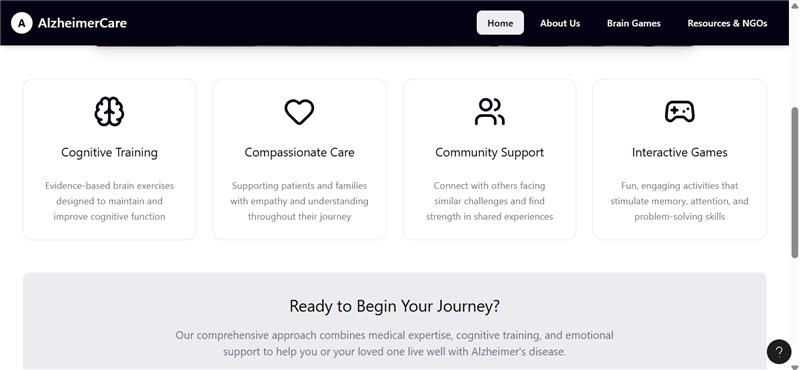 A AlzheimerCare
Home About Us Brain Games Resources & NGOs
Cognitive Training
Evidence-based brain exercises
designed to maintain and
improve cognitive function
Compassionate Care
Supporting patients and families
with empathy and understanding
throughout their journey
Community Support
Connect with others facing
similar challenges and find
strength in shared experiences
Interactive Games
Fun, engaging activities that
stimulate memory, attention, and
problem-solving skills
Ready to Begin Your Journey?
Our comprehensive approach combines medical expertise, cognitive training, and emotional
support to help you or your loved one live well with Alzheimer's disease.
?